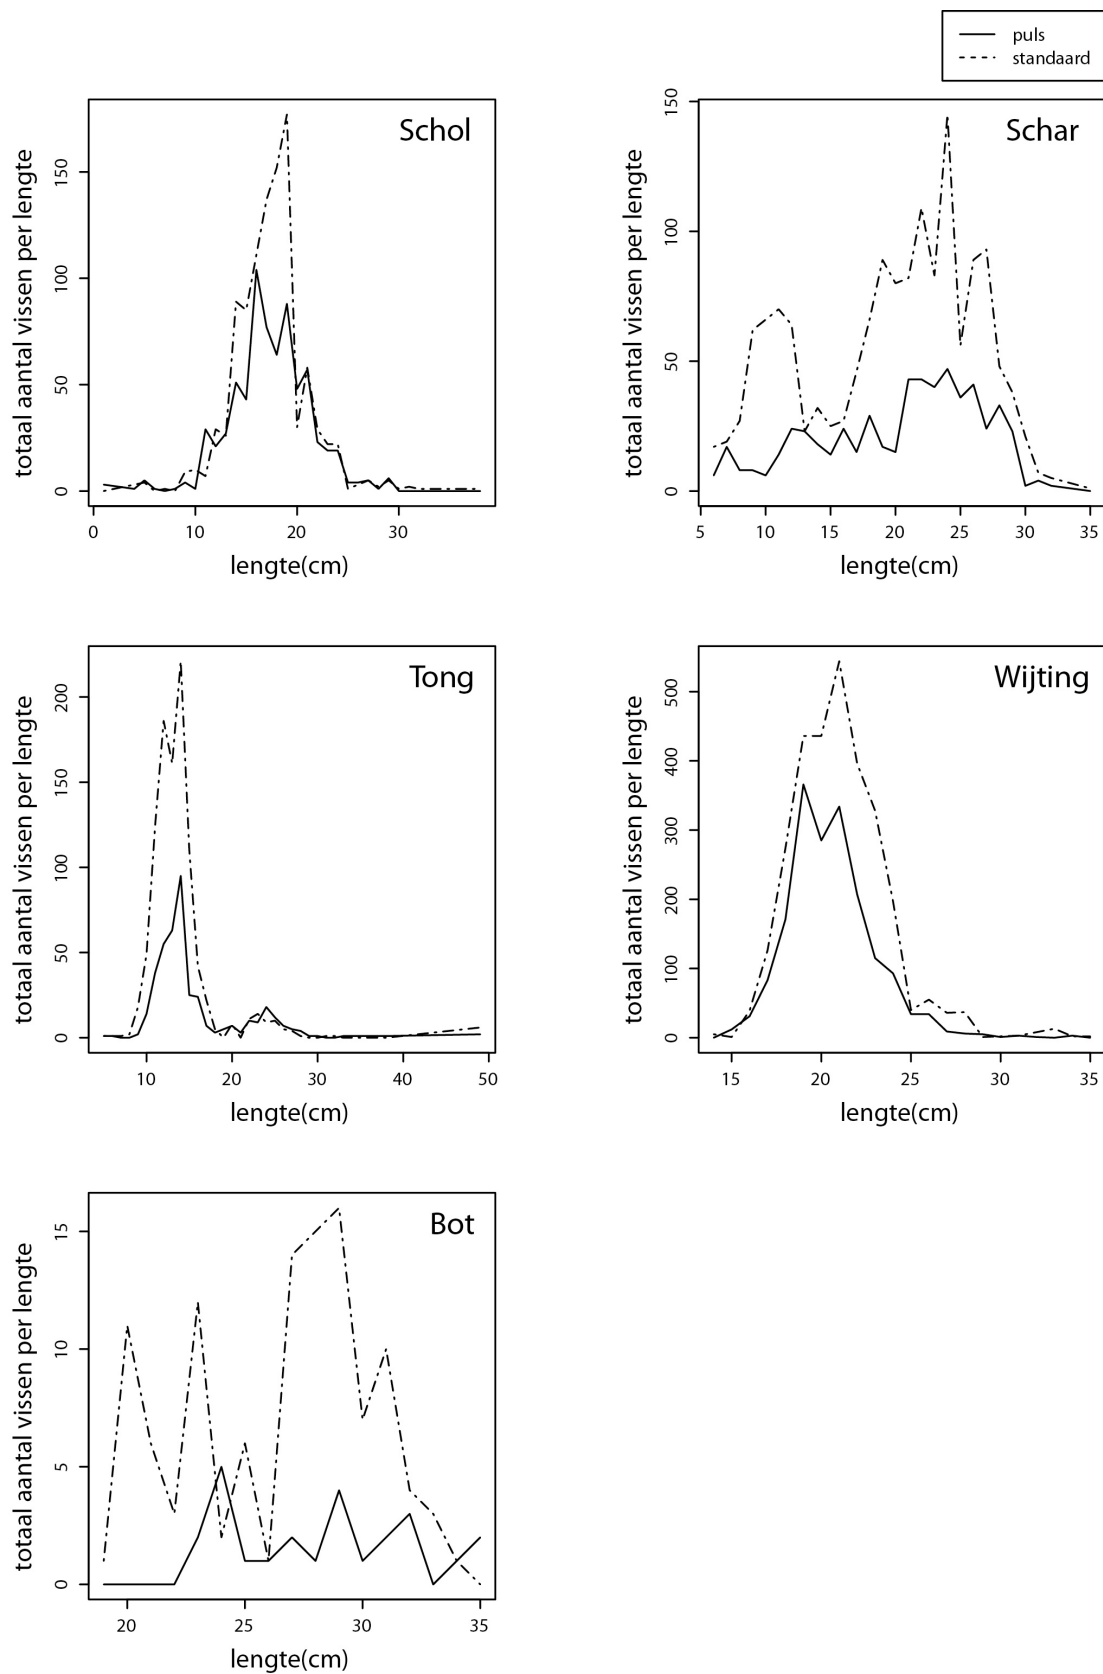 puls
standaard
Schol
totaal aantal vissen per lengte
0 50 100 150
0 10 20 30
lengte(cm)
Schar
totaal aantal vissen per lengte
0 50 100 150
5 10 15 20 25 30 35
lengte(cm)
Tong
totaal aantal vissen per lengte
0 50 100 150 200
10 20 30 40 50
lengte(cm)
Wijting
totaal aantal vissen per lengte
0 100 200 300 400 500
15 20 25 30 35
lengte(cm)
Bot
totaal aantal vissen per lengte
0 5 10 15
20 25 30 35
lengte(cm)